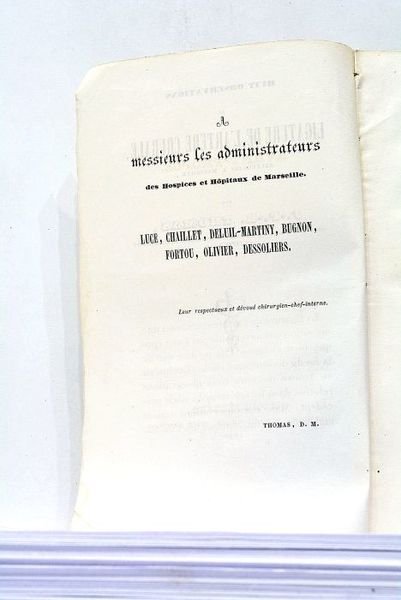 A
messieurs les administrateurs
des Hospices et Hôpitaux de Marseille.
LUCE, CHAILLET, DELUIL-MARTINY, BUGNON,
FORTOU, OLIVIER, DESSOLIERS.
Leur respectueux et dévoué chirurgien-chef-interne.
THOMAS, D. M.